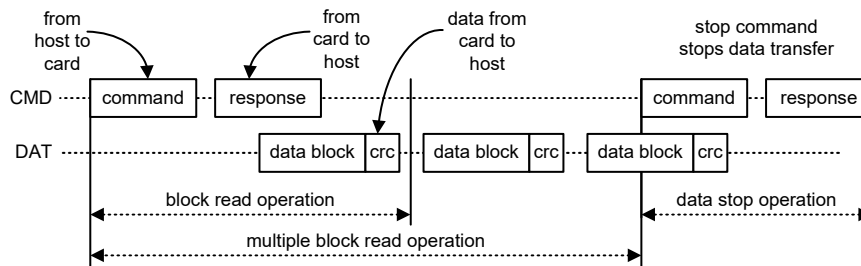 from
host to
card
from
card to
host
data from
card to
host
stop command
stops data transfer
CMD
command
response
command
response
DAT
data block
crc
data block
crc
data block
crc
block read operation
data stop operation
multiple block read operation